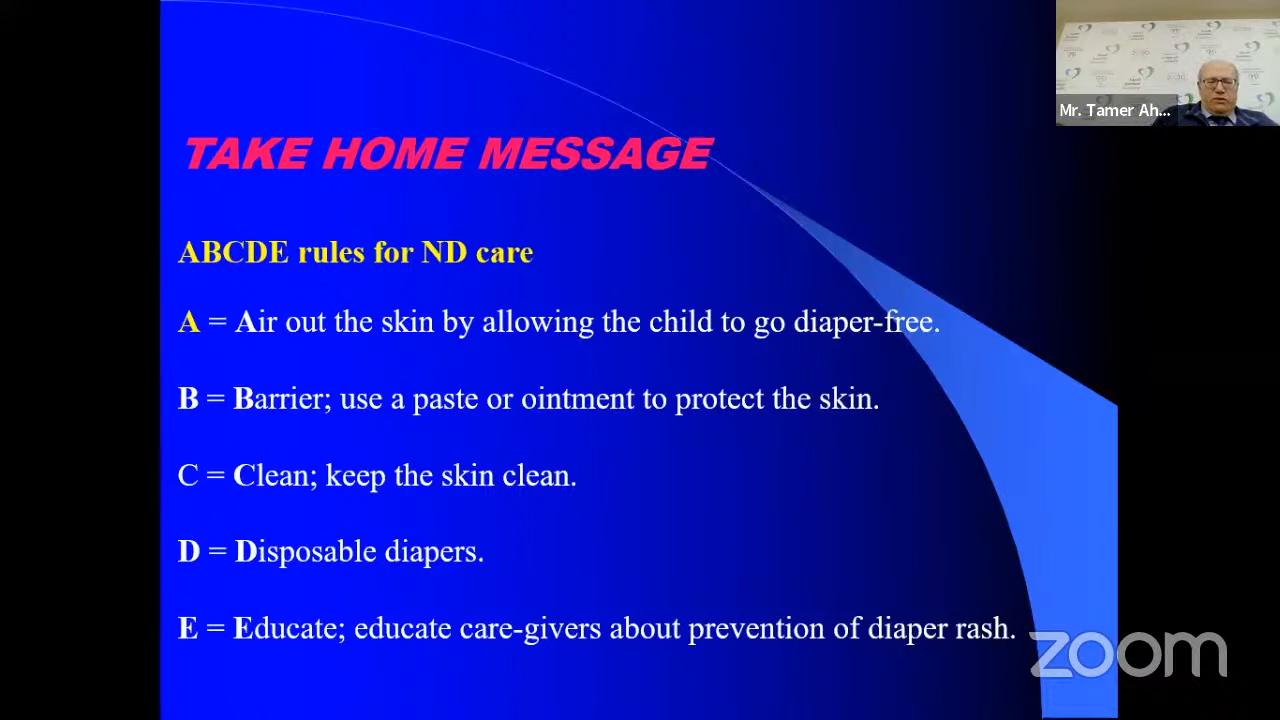 Mr. Tamer Ah...
TAKE HOME MESSAGE
ABCDE rules for ND care
A = Air out the skin by allowing the child to go diaper-free.
B = Barrier; use a paste or ointment to protect the skin.
C = Clean; keep the skin clean.
D = Disposable diapers.
E = Educate; educate care-givers about prevention of diaper rash.
zoom